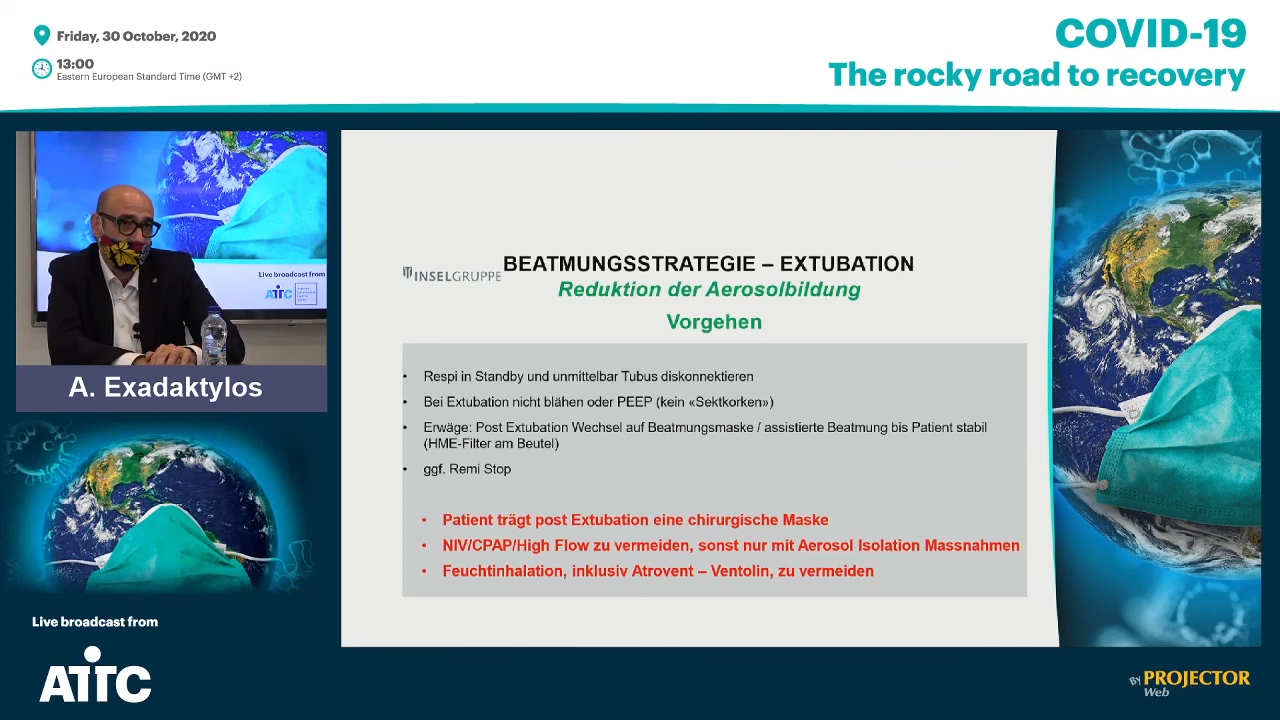 Friday, 30 October, 2020
13:00
Eastern European Standard Time (GMT +2)
COVID-19
The rocky road to recovery
Live broadcast from
ATTC
A. Exadaktylos
INSELGRUPPE
BEATMUNGSSTRATEGIE – EXTUBATION
Reduktion der Aerosolbildung
Vorgehen
• Respi in Standby und unmittelbar Tubus diskonnektieren
• Bei Extubation nicht blähen oder PEEP (kein «Sektkorken»)
• Erwäge: Post Extubation Wechsel auf Beatmungsmaske / assistierte Beatmung bis Patient stabil
(HME-Filter am Beutel)
• ggf. Remi Stop
• Patient trägt post Extubation eine chirurgische Maske
• NIV/CPAP/High Flow zu vermeiden, sonst nur mit Aerosol Isolation Massnahmen
• Feuchtinhalation, inklusiv Atrovent – Ventolin, zu vermeiden
Live broadcast from
ATTC
By PROJECTOR
Web